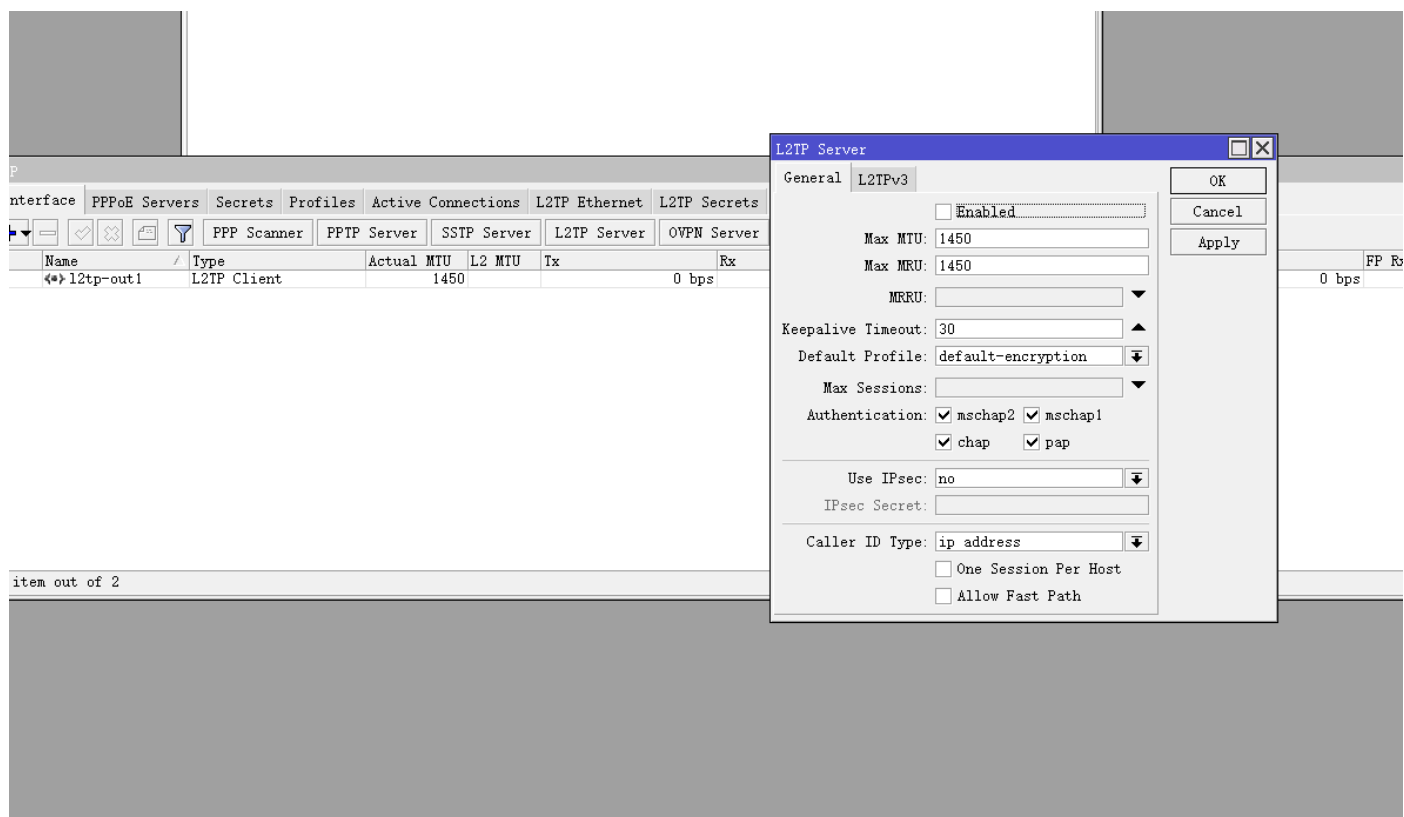 L2TP Server
General L2TPv3
OK
Cancel
Apply
Enabled
Max MTU: 1450
Max MRU: 1450
MRRU:
Keepalive Timeout: 30
Default Profile: default-encryption
Max Sessions:
Authentication: mschap2 mschap1
chap pap
Use IPsec: no
IPsec Secret:
Caller ID Type: ip address
One Session Per Host
Allow Fast Path
P
nterface PPPoE Servers Secrets Profiles Active Connections L2TP Ethernet L2TP Secrets
PPP Scanner PPTP Server SSTP Server L2TP Server OVPN Server
Name Type Actual MTU L2 MTU Tx Rx FP Rx
l2tp-out1 L2TP Client 1450 0 bps 0 bps
item out of 2